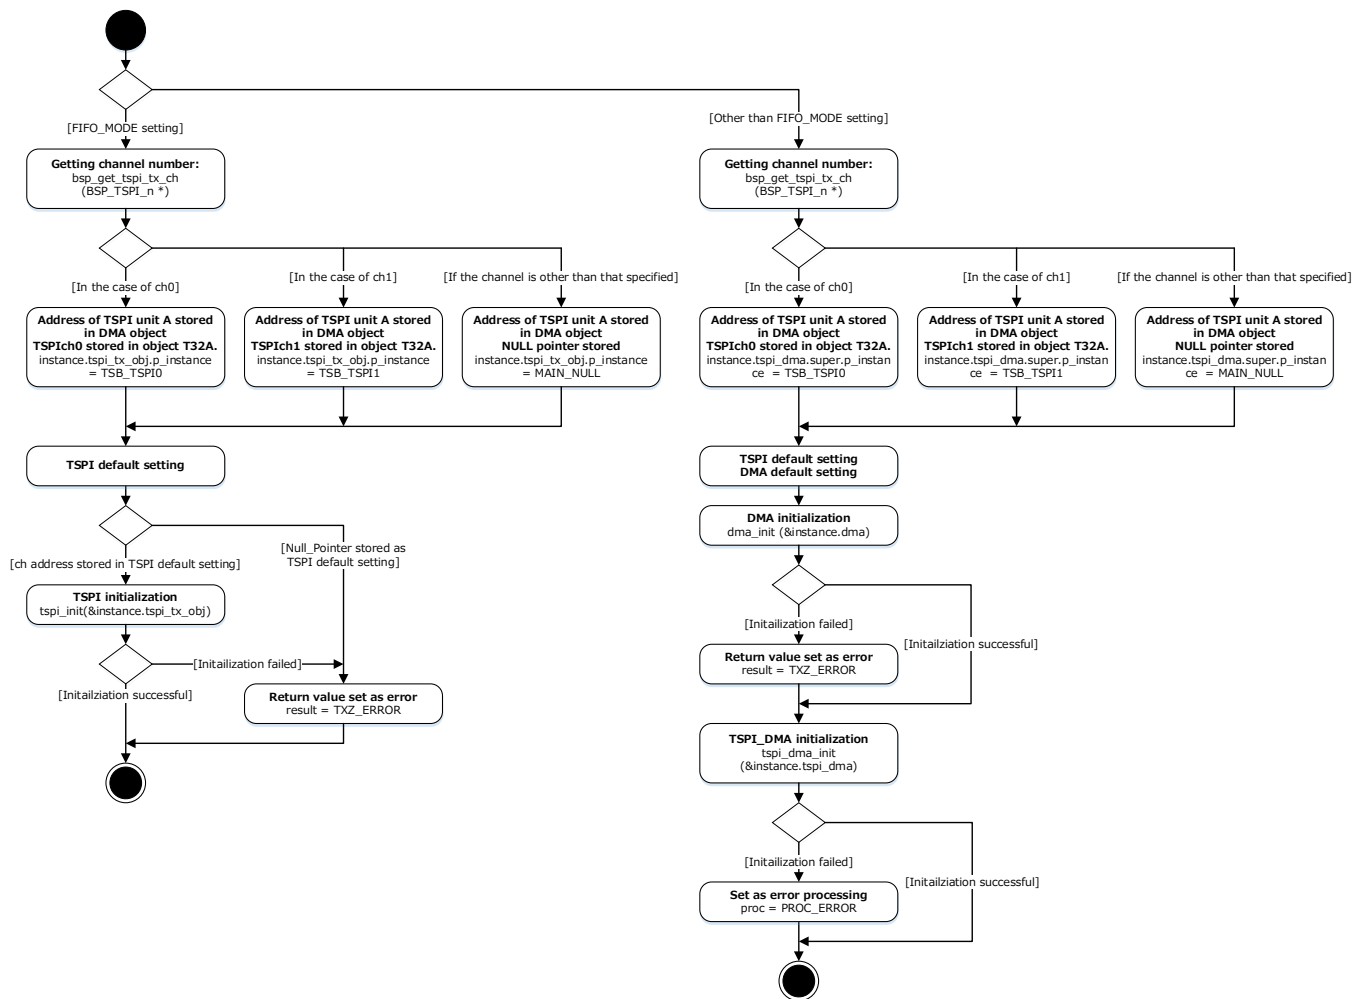 [FIFO_MODE setting]
[Other than FIFO_MODE setting]
Getting channel number:
bsp_get_tspi_tx_ch
(BSP_TSPI_n *)
Getting channel number:
bsp_get_tspi_tx_ch
(BSP_TSPI_n *)
[In the case of ch0]
[In the case of ch1]
[If the channel is other than that specified]
[In the case of ch0]
[In the case of ch1]
[If the channel is other than that specified]
Address of TSPI unit A stored
in DMA object
TSPIch0 stored in object T32A.
instance.tspi_tx_obj.p_instance
= TSB_TSPI0
Address of TSPI unit A stored
in DMA object
TSPIch1 stored in object T32A.
instance.tspi_tx_obj.p_instance
= TSB_TSPI1
Address of TSPI unit A stored
in DMA object
NULL pointer stored
instance.tspi_tx_obj.p_instance
= MAIN_NULL
Address of TSPI unit A stored
in DMA object
TSPIch0 stored in object T32A.
instance.tspi_dma.super.p_instan
ce = TSB_TSPI0
Address of TSPI unit A stored
in DMA object
TSPIch1 stored in object T32A.
instance.tspi_dma.super.p_instan
ce = TSB_TSPI1
Address of TSPI unit A stored
in DMA object
NULL pointer stored
instance.tspi_dma.super.p_instan
ce = MAIN_NULL
TSPI default setting
[ch address stored in TSPI default setting]
[Null_Pointer stored as
TSPI default setting]
TSPI initialization
tspi_init(&instance.tspi_tx_obj)
[Initailization failed]
[Initailziation successful]
Return value set as error
result = TXZ_ERROR
TSPI default setting
DMA default setting
DMA initialization
dma_init (&instance.dma)
[Initailization failed]
[Initailziation successful]
Return value set as error
result = TXZ_ERROR
TSPI_DMA initialization
tspi_dma_init
(&instance.tspi_dma)
[Initailization failed]
[Initailziation successful]
Set as error processing
proc = PROC_ERROR